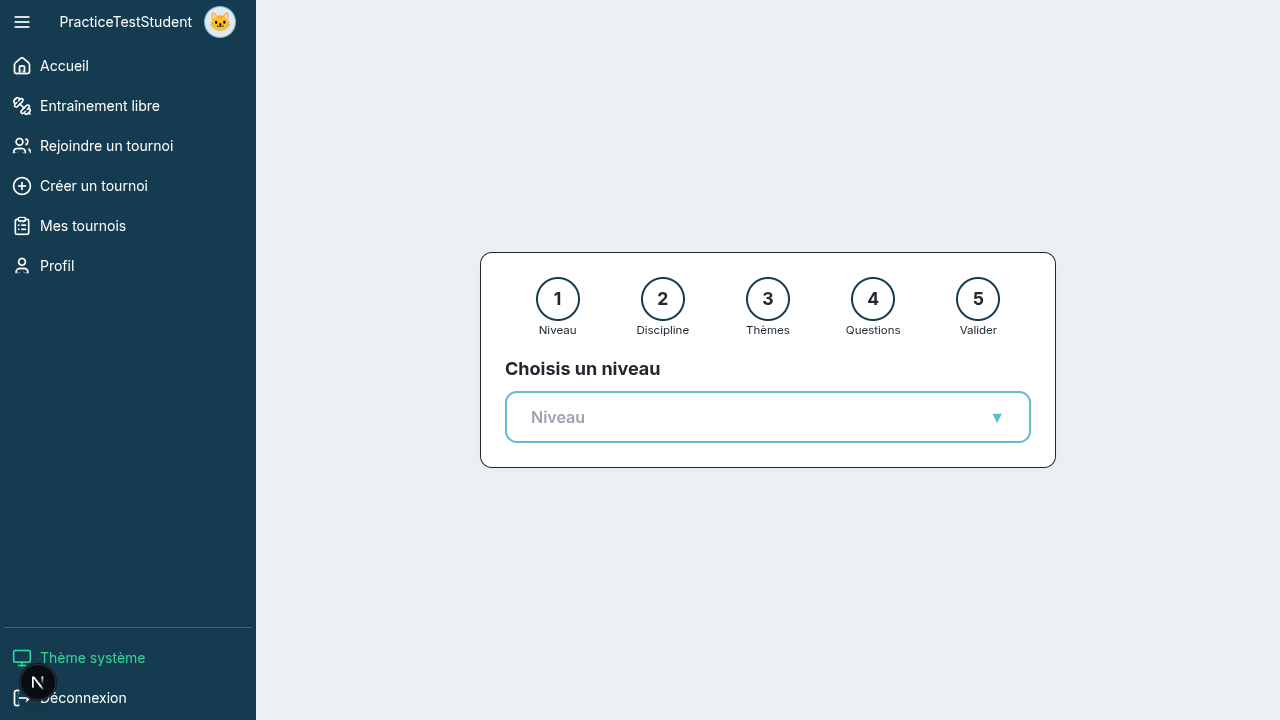 PracticeTestStudent
Accueil
Entraînement libre
Rejoindre un tournoi
Créer un tournoi
Mes tournois
Profil
Thème système
N
Déconnexion
1 2 3 4 5
Niveau Discipline Thèmes Questions Valider
Choisis un niveau
Niveau ▼